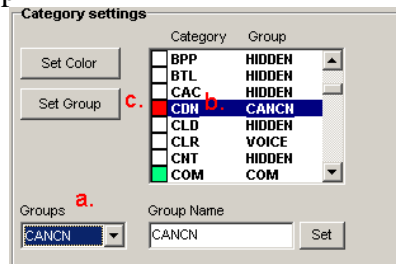 p
Category settings
Category Group
Set Color
Set Group
BPP HIDDEN
BTL HIDDEN
CAC HIDDEN
c. CDN b. CANCN
CLD HIDDEN
CLR VOICE
CNT HIDDEN
COM COM
a.
Groups Group Name
CANCN CANCN Set